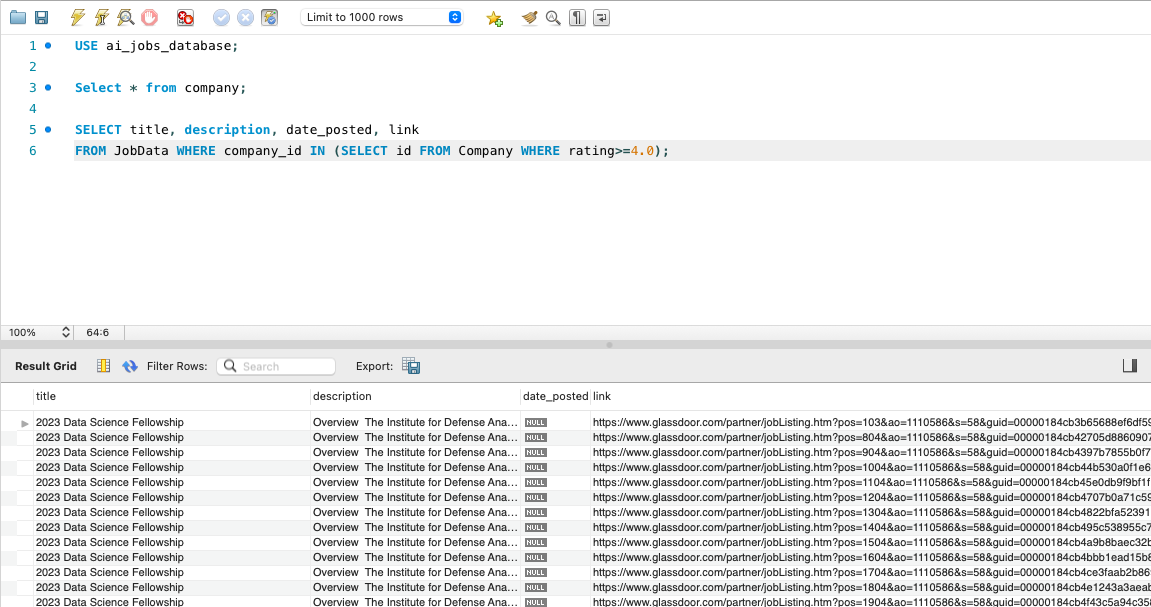 Limit to 1000 rows
1 USE ai_jobs_database;
2
3 Select * from company;
4
5 SELECT title, description, date_posted, link
6 FROM JobData WHERE company_id IN (SELECT id FROM Company WHERE rating>=4.0);
100% 64:6
Result Grid Filter Rows: Search Export:
title description date_posted link
2023 Data Science Fellowship Overview The Institute for Defense Ana... NULL https://www.glassdoor.com/partner/jobListing.htm?pos=103&ao=1110586&s=58&guid=00000184cb3b65688ef6df59
2023 Data Science Fellowship Overview The Institute for Defense Ana... NULL https://www.glassdoor.com/partner/jobListing.htm?pos=804&ao=1110586&s=58&guid=00000184cb42705d8860907
2023 Data Science Fellowship Overview The Institute for Defense Ana... NULL https://www.glassdoor.com/partner/jobListing.htm?pos=904&ao=1110586&s=58&guid=00000184cb4397b7855b0f7
2023 Data Science Fellowship Overview The Institute for Defense Ana... NULL https://www.glassdoor.com/partner/jobListing.htm?pos=1004&ao=1110586&s=58&guid=00000184cb44b530a0f1e6
2023 Data Science Fellowship Overview The Institute for Defense Ana... NULL https://www.glassdoor.com/partner/jobListing.htm?pos=1104&ao=1110586&s=58&guid=00000184cb45e0db9f9bf1f
2023 Data Science Fellowship Overview The Institute for Defense Ana... NULL https://www.glassdoor.com/partner/jobListing.htm?pos=1204&ao=1110586&s=58&guid=00000184cb4707b0a71c59
2023 Data Science Fellowship Overview The Institute for Defense Ana... NULL https://www.glassdoor.com/partner/jobListing.htm?pos=1304&ao=1110586&s=58&guid=00000184cb4822bfa52391
2023 Data Science Fellowship Overview The Institute for Defense Ana... NULL https://www.glassdoor.com/partner/jobListing.htm?pos=1404&ao=1110586&s=58&guid=00000184cb495c538955c7
2023 Data Science Fellowship Overview The Institute for Defense Ana... NULL https://www.glassdoor.com/partner/jobListing.htm?pos=1504&ao=1110586&s=58&guid=00000184cb4a9b8baec32b
2023 Data Science Fellowship Overview The Institute for Defense Ana... NULL https://www.glassdoor.com/partner/jobListing.htm?pos=1604&ao=1110586&s=58&guid=00000184cb4bbb1ead15b8
2023 Data Science Fellowship Overview The Institute for Defense Ana... NULL https://www.glassdoor.com/partner/jobListing.htm?pos=1704&ao=1110586&s=58&guid=00000184cb4ce3faab2b86
2023 Data Science Fellowship Overview The Institute for Defense Ana... NULL https://www.glassdoor.com/partner/jobListing.htm?pos=1804&ao=1110586&s=58&guid=00000184cb4e1243a3aeab
2023 Data Science Fellowship Overview The Institute for Defense Ana... NULL https://www.glassdoor.com/partner/jobListing.htm?pos=1904&ao=1110586&s=58&guid=00000184cb4f43c5a94c35